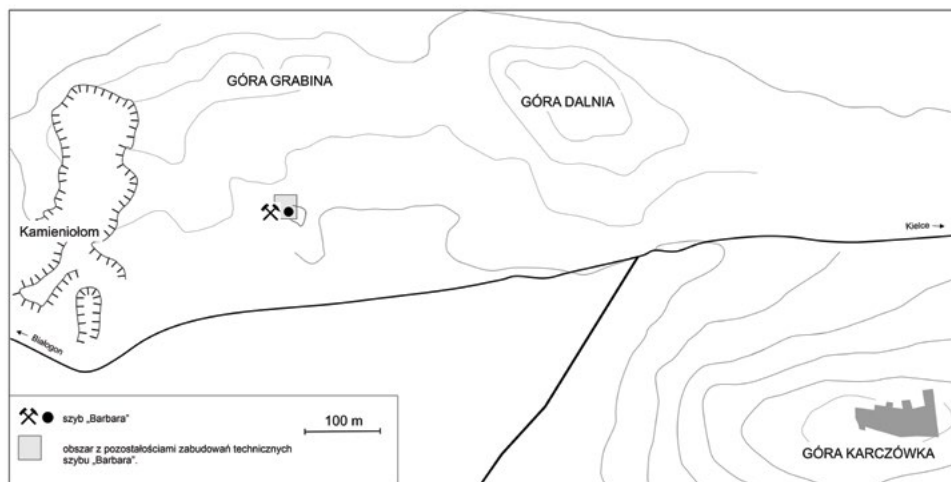 GÓRA GRABINA
GÓRA DALNIA
Kamieniołom
Kielce →
← Białogon
szyb „Barbara”
100 m
obszar z pozostałościami zabudowań technicznych
szybu „Barbara”.
GÓRA KARCZÓWKA